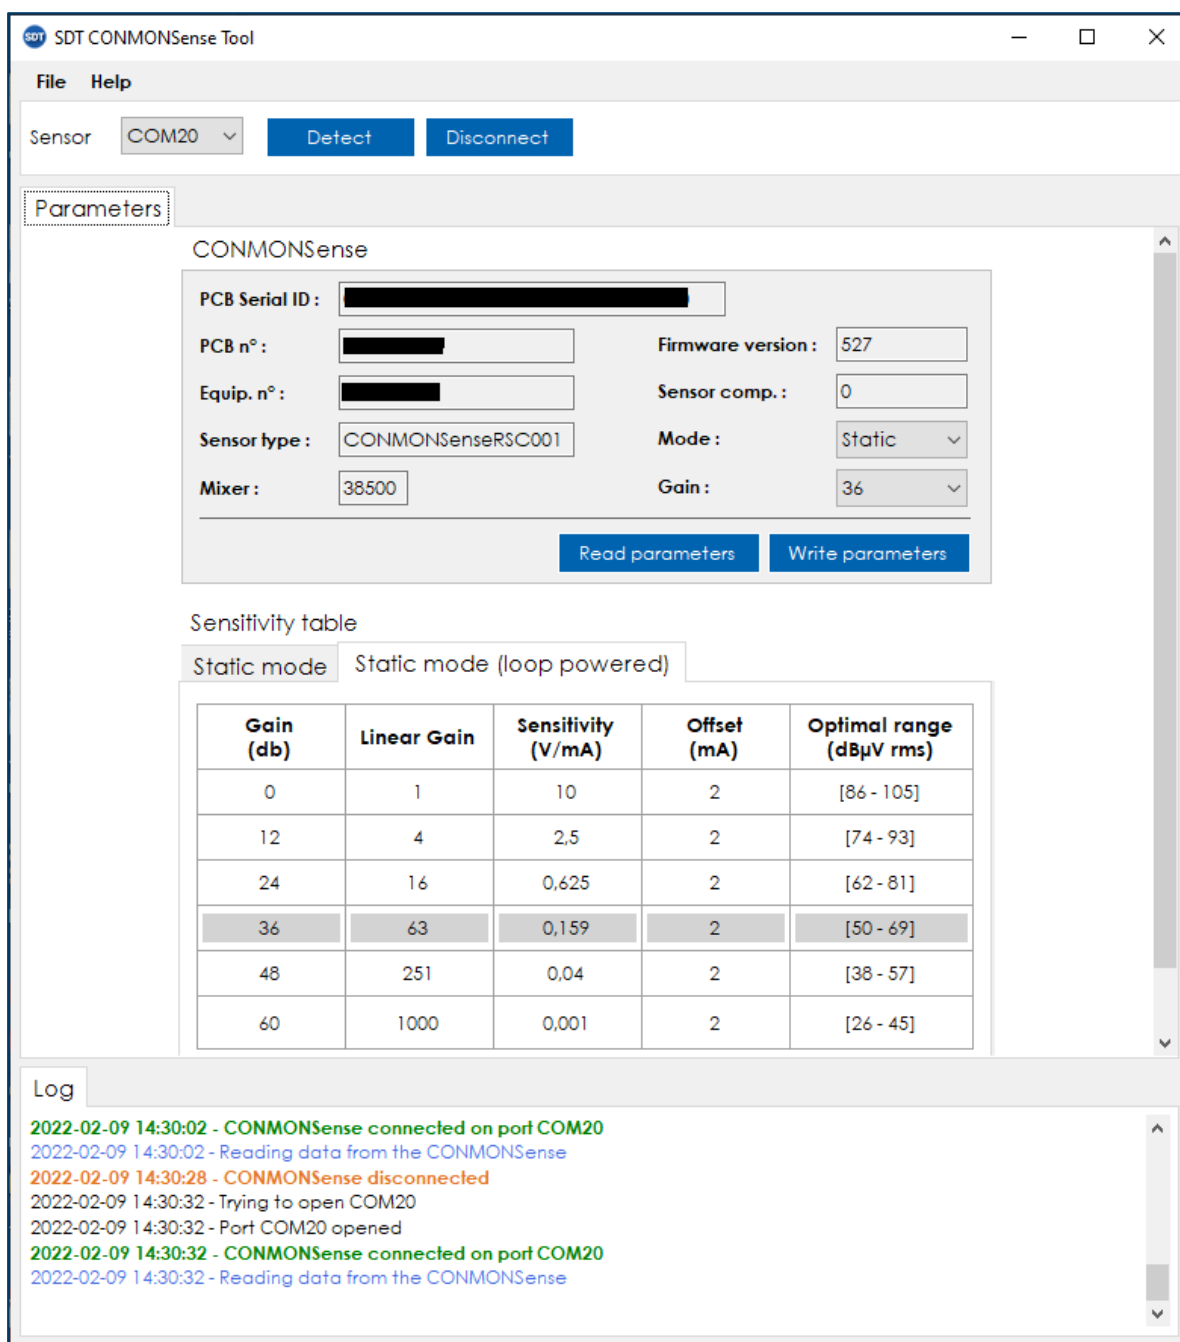 SDT SDT CONMONSense Tool
File Help
Sensor COM20 Detect Disconnect
Parameters
CONMONSense
PCB Serial ID :
PCB n° : Firmware version : 527
Equip. n° : Sensor comp. : 0
Sensor type : CONMONSenseRSC001 Mode : Static
Mixer : 38500 Gain : 36
Read parameters Write parameters
Sensitivity table
Static mode Static mode (loop powered)
Gain (db) Linear Gain Sensitivity (V/mA) Offset (mA) Optimal range (dBµV rms)
0 1 10 2 [86 - 105]
12 4 2,5 2 [74 - 93]
24 16 0,625 2 [62 - 81]
36 63 0,159 2 [50 - 69]
48 251 0,04 2 [38 - 57]
60 1000 0,001 2 [26 - 45]
Log
2022-02-09 14:30:02 - CONMONSense connected on port COM20
2022-02-09 14:30:02 - Reading data from the CONMONSense
2022-02-09 14:30:28 - CONMONSense disconnected
2022-02-09 14:30:32 - Trying to open COM20
2022-02-09 14:30:32 - Port COM20 opened
2022-02-09 14:30:32 - CONMONSense connected on port COM20
2022-02-09 14:30:32 - Reading data from the CONMONSense